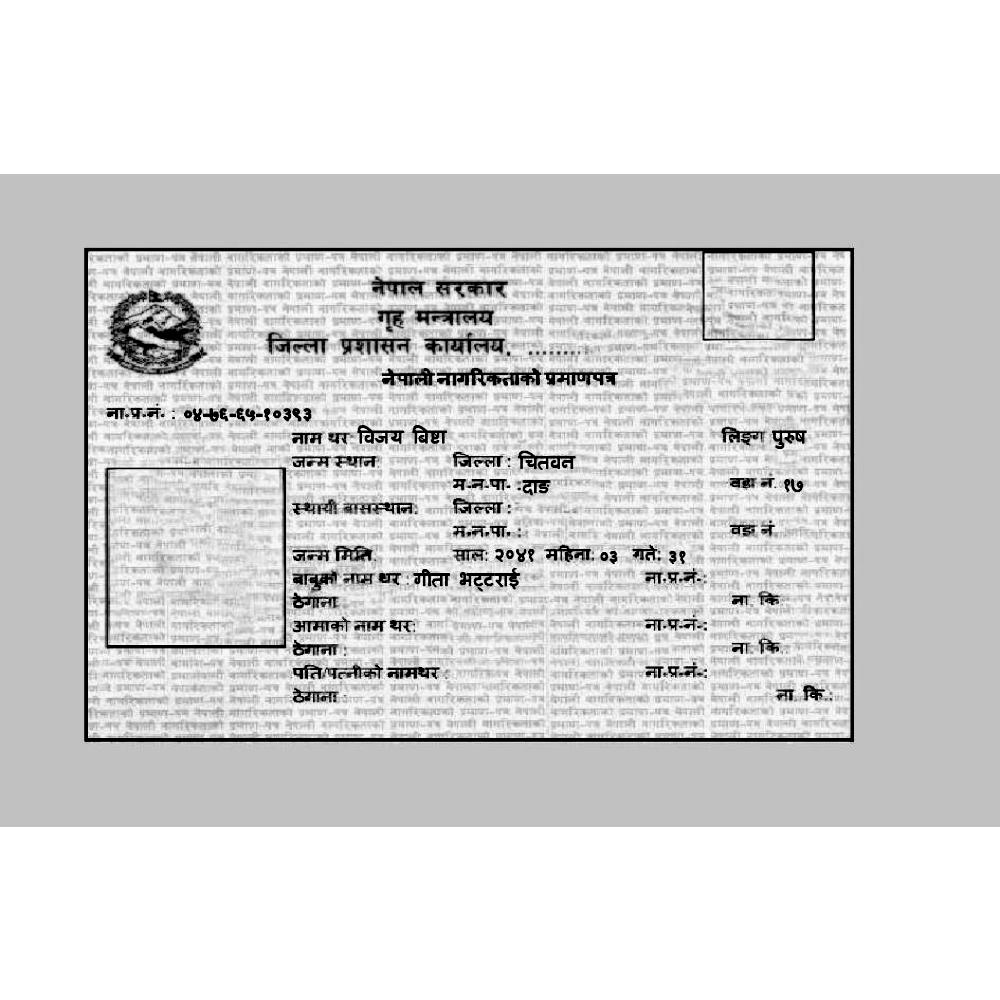 नेपाल सरकार
गृह मन्त्रालय
जिल्ला प्रशासन कार्यालय, ........
नेपाली नागरिकताको प्रमाणपत्र
ना.प्र.नं. : ०४-७६-६५-१०३९३
नाम थर विजय बिष्टा लिङ्ग पुरुष
जन्म स्थान: जिल्ला : चितवन
म.न.पा. :दाङ वडा नं. १७
स्थायी बासस्थान: जिल्ला :
म.न.पा. : वडा नं.
जन्म मिति साल: २०४१ महिना: ०३ गते: ३१
बाबुको नाम थर : गीता भट्टराई ना.प्र.नं.:
ठेगाना ना. कि.
आमाको नाम थर: ना.प्र.नं.:
ठेगाना : ना. कि.:
पति/पत्नीको नामथर : ना.प्र.नं.:
ठेगाना : ना. कि.: